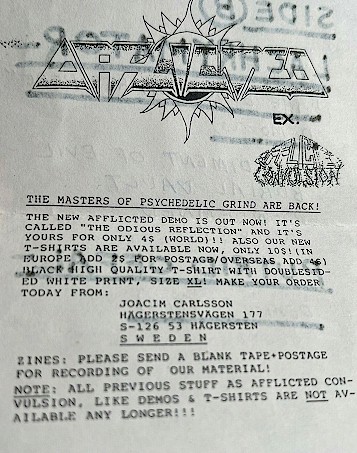 SIDE B
AFFLICTED
EX.
THE MASTERS OF PSYCHEDELIC GRIND ARE BACK!
THE NEW AFFLICTED DEMO IS OUT NOW! IT'S
CALLED "THE ODIOUS REFLECTION" AND IT'S
YOURS FOR ONLY 4$ (WORLD)!!! ALSO OUR NEW
T-SHIRTS ARE AVAILABLE NOW, ONLY 10$!(IN
EUROPE ADD 2$ FOR POSTAGE/OVERSEAS ADD 4$)
BLACK HIGH QUALITY T-SHIRT WITH DOUBLESID-
ED WHITE PRINT, SIZE XL! MAKE YOUR ORDER
TODAY FROM:
JOACIM CARLSSON
HÄGERSTENSVÄGEN 177
S-126 53 HÄGERSTEN
S W E D E N
ZINES: PLEASE SEND A BLANK TAPE+POSTAGE
FOR RECORDING OF OUR MATERIAL!
NOTE: ALL PREVIOUS STUFF AS AFFLICTED CON-
VULSION, LIKE DEMOS & T-SHIRTS ARE NOT AV-
AILABLE ANY LONGER!!!